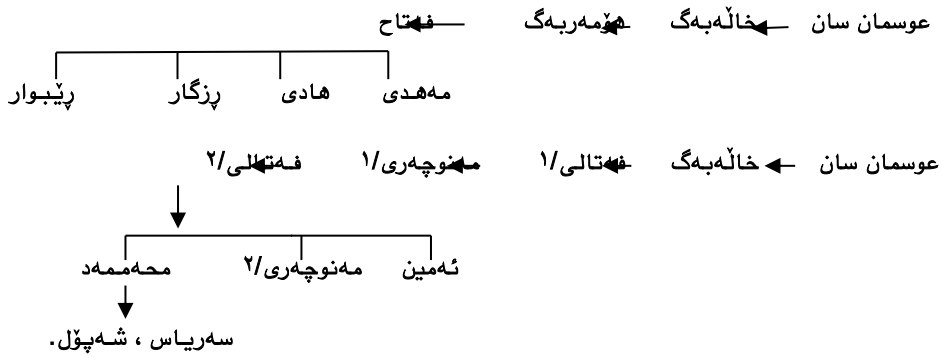 عوسمان سان خاڵەبەگ هۆمەربەگ فەتاح
مەهدی هادی ڕزگار ڕێبوار
عوسمان سان خاڵەبەگ فەتالی/١ مەنوچەری/١ فەتالی/٢
ئەمین مەنوچەری/٢ محەممەد
سەریاس ، شەپۆل.